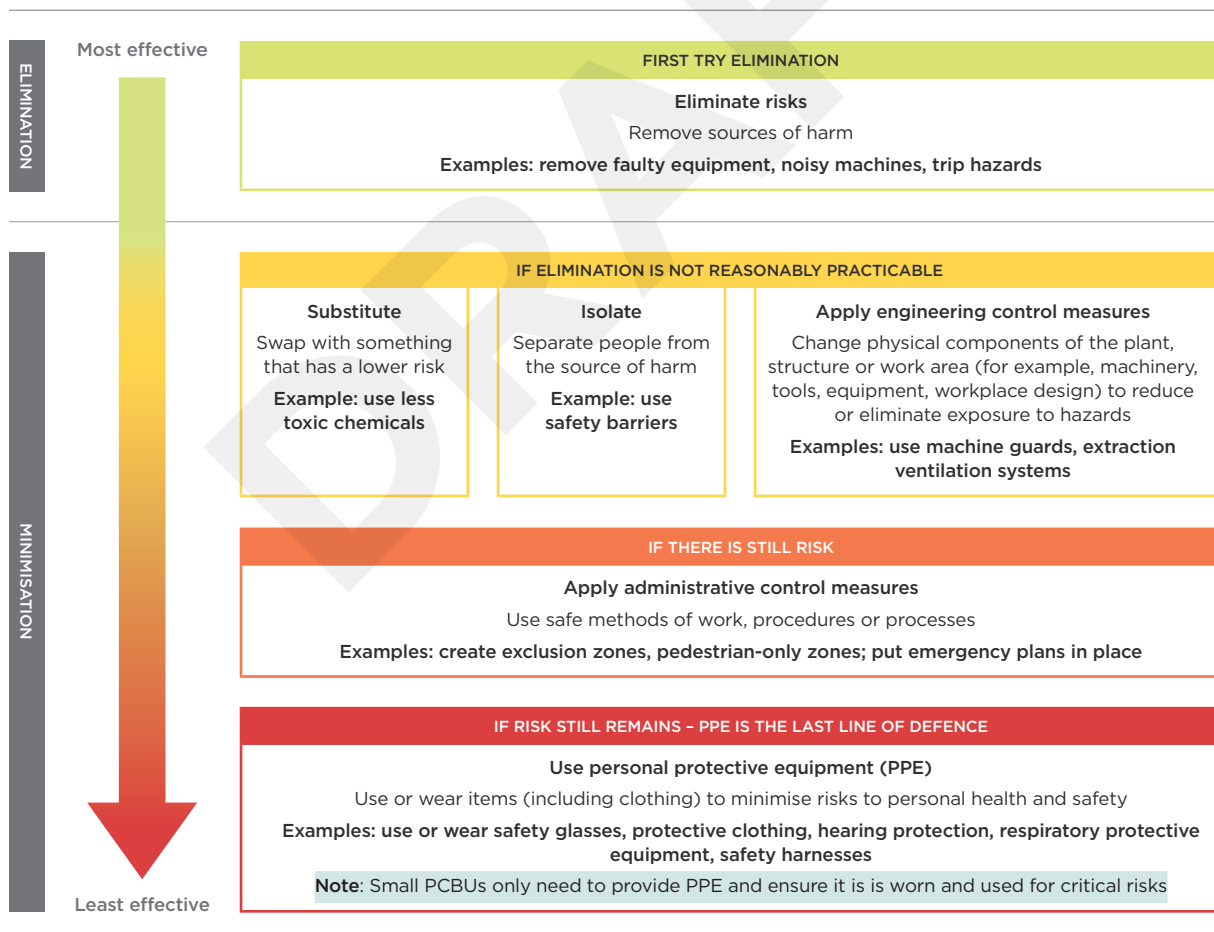 Most effective
ELIMINATION
FIRST TRY ELIMINATION
Eliminate risks
Remove sources of harm
Examples: remove faulty equipment, noisy machines, trip hazards
MINIMISATION
IF ELIMINATION IS NOT REASONABLY PRACTICABLE
Substitute
Swap with something
that has a lower risk
Example: use less
toxic chemicals
Isolate
Separate people from
the source of harm
Example: use
safety barriers
Apply engineering control measures
Change physical components of the plant,
structure or work area (for example, machinery,
tools, equipment, workplace design) to reduce
or eliminate exposure to hazards
Examples: use machine guards, extraction
ventilation systems
IF THERE IS STILL RISK
Apply administrative control measures
Use safe methods of work, procedures or processes
Examples: create exclusion zones, pedestrian-only zones; put emergency plans in place
IF RISK STILL REMAINS – PPE IS THE LAST LINE OF DEFENCE
Use personal protective equipment (PPE)
Use or wear items (including clothing) to minimise risks to personal health and safety
Examples: use or wear safety glasses, protective clothing, hearing protection, respiratory protective
equipment, safety harnesses
Note: Small PCBUs only need to provide PPE and ensure it is is worn and used for critical risks
Least effective
DRA